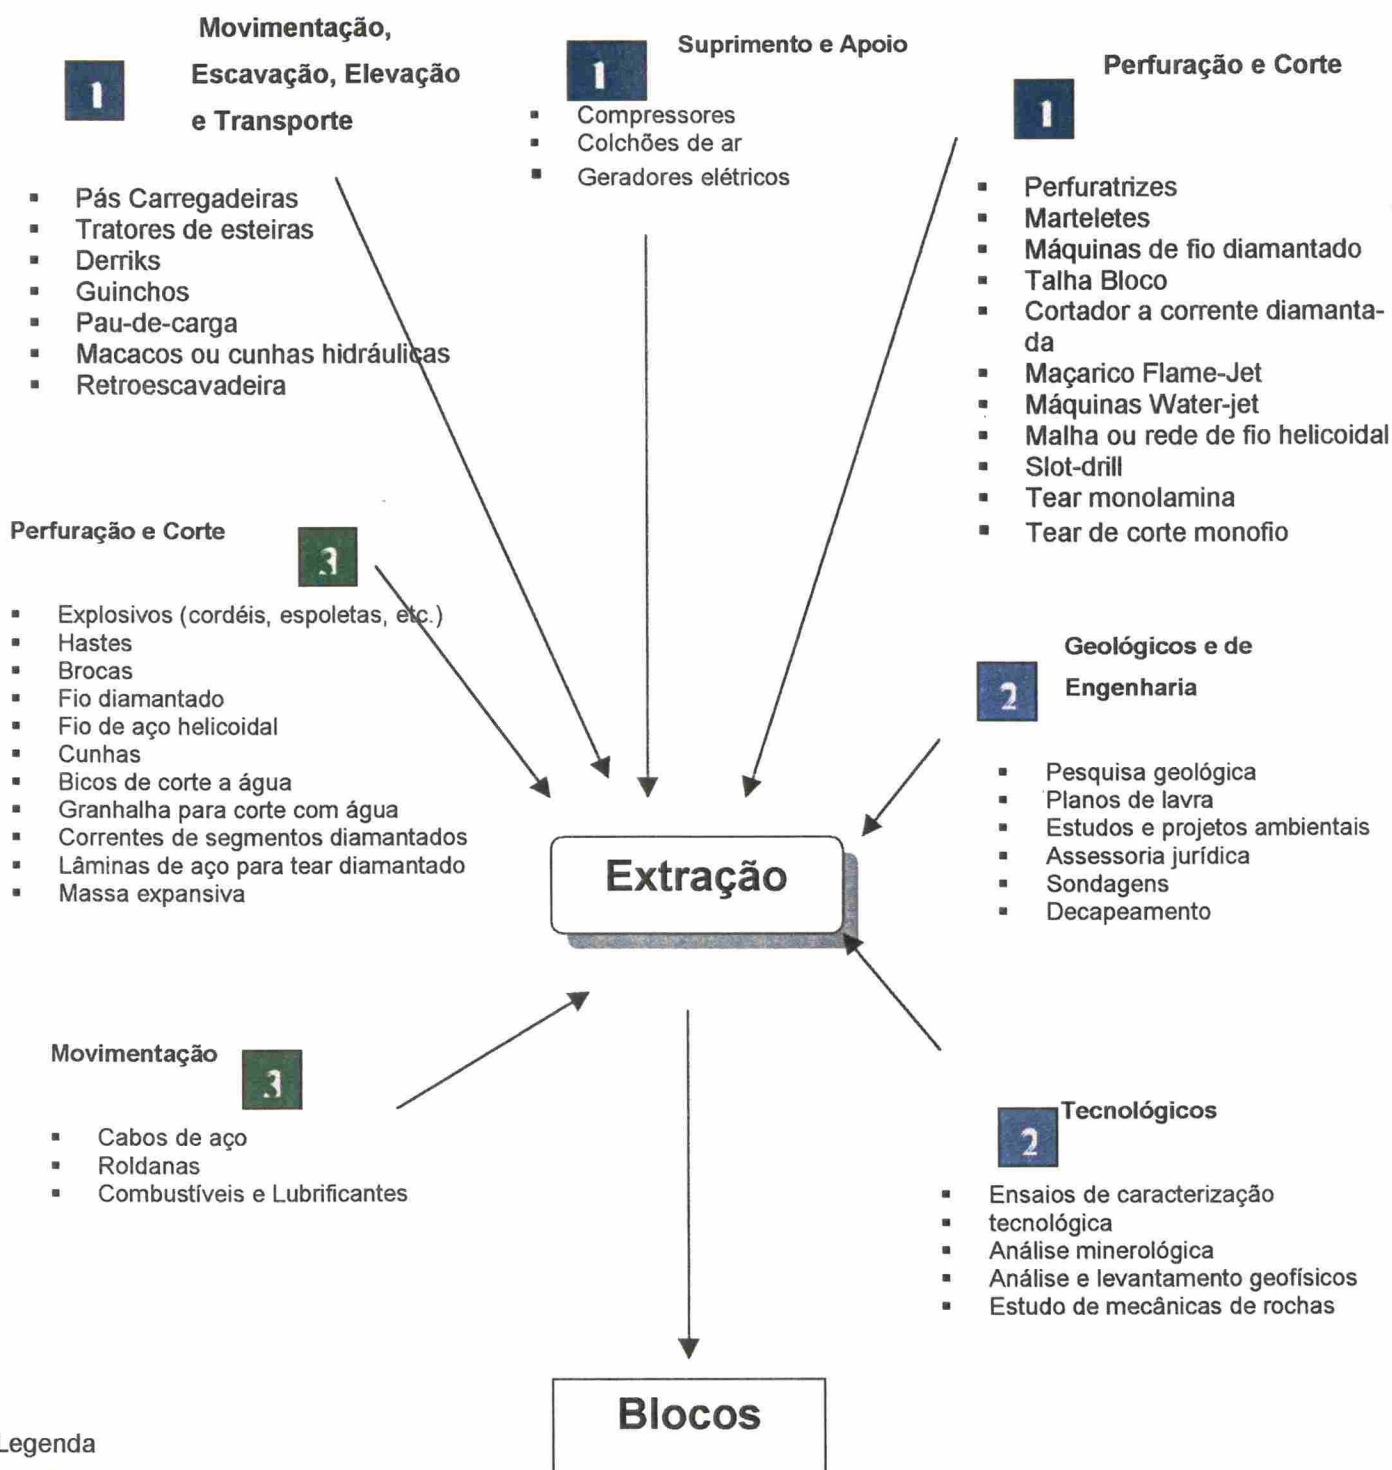 Movimentação,
Escavação, Elevação
e Transporte
1
▪ Pás Carregadeiras
▪ Tratores de esteiras
▪ Derriks
▪ Guinchos
▪ Pau-de-carga
▪ Macacos ou cunhas hidráulicas
▪ Retroescavadeira
Suprimento e Apoio
1
▪ Compressores
▪ Colchões de ar
▪ Geradores elétricos
Perfuração e Corte
1
▪ Perfuratrizes
▪ Marteletes
▪ Máquinas de fio diamantado
▪ Talha Bloco
▪ Cortador a corrente diamanta-
da
▪ Maçarico Flame-Jet
▪ Máquinas Water-jet
▪ Malha ou rede de fio helicoidal
▪ Slot-drill
▪ Tear monolamina
▪ Tear de corte monofio
Perfuração e Corte
3
▪ Explosivos (cordéis, espoletas, etc.)
▪ Hastes
▪ Brocas
▪ Fio diamantado
▪ Fio de aço helicoidal
▪ Cunhas
▪ Bicos de corte a água
▪ Granhalha para corte com água
▪ Correntes de segmentos diamantados
▪ Lâminas de aço para tear diamantado
▪ Massa expansiva
Geológicos e de
Engenharia
2
▪ Pesquisa geológica
▪ Planos de lavra
▪ Estudos e projetos ambientais
▪ Assessoria jurídica
▪ Sondagens
▪ Decapeamento
Extração
Movimentação
3
▪ Cabos de aço
▪ Roldanas
▪ Combustíveis e Lubrificantes
Tecnológicos
2
▪ Ensaios de caracterização
▪ tecnológica
▪ Análise minerológica
▪ Análise e levantamento geofísicos
▪ Estudo de mecânicas de rochas
Blocos
Legenda